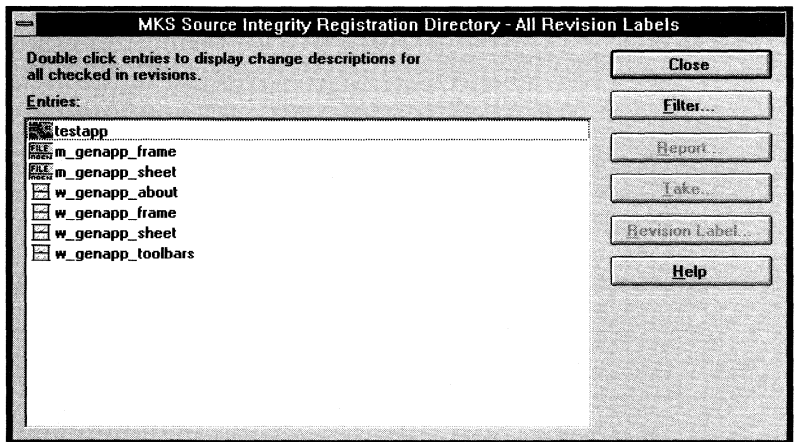 MKS Source Integrity Registration Directory - All Revision Labels
Double click entries to display change descriptions for
all checked in revisions.
Entries:
testapp
m_genapp_frame
m_genapp_sheet
w_genapp_about
w_genapp_frame
w_genapp_sheet
w_genapp_toolbars
Close
Filter...
Report...
Take...
Revision Label...
Help